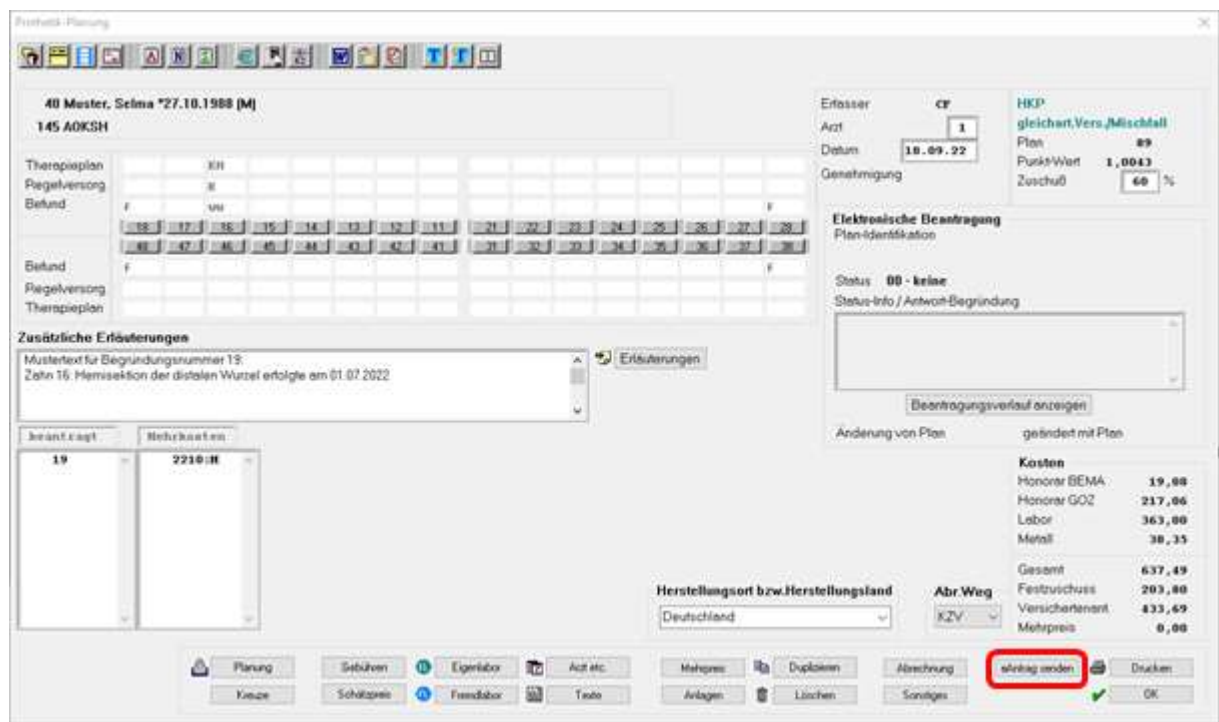 Prothetik-Planung
40 Muster, Selma *27.10.1988 (M)
145 AOKSH
Erfasser CF
Arzt 1
Datum 18.09.22
Genehmigung
HKP
gleichart.Vers./Mischfall
Plan 89
Punkt-Wert 1,0043
Zuschuß 60 %
Therapieplan KH
Regelversorg K
Befund F ww F
18 17 16 15 14 13 12 11 21 22 23 24 25 26 27 28
48 47 46 45 44 43 42 41 31 32 33 34 35 36 37 38
Befund F F
Regelversorg
Therapieplan
Elektronische Beantragung
Plan-Identifikation
Status 00 - keine
Status-Info / Antwort-Begründung
Zusätzliche Erläuterungen
Mustertext für Begründungsnummer 19:
Zahn 16: Hemisektion der distalen Wurzel erfolgte am 01.07.2022
Erläuterungen
Beantragungsverlauf anzeigen
Änderung von Plan geändert mit Plan
beantragt Mehrkosten
19 2210:M
Kosten
Honorar BEMA 19,08
Honorar GOZ 217,06
Labor 363,00
Metall 38,35
Gesamt 637,49
Festzuschuss 203,80
Versichertenant 433,69
Mehrpreis 0,00
Herstellungsort bzw.Herstellungsland
Deutschland
Abr.Weg
KZV
Planung Gebühren Eigenlabor Arzt etc. Mehrpreis Duplizieren Abrechnung eAntrag senden Drucken
Kreuze Schätzpreis Fremdlabor Texte Anlagen Löschen Sonstiges OK